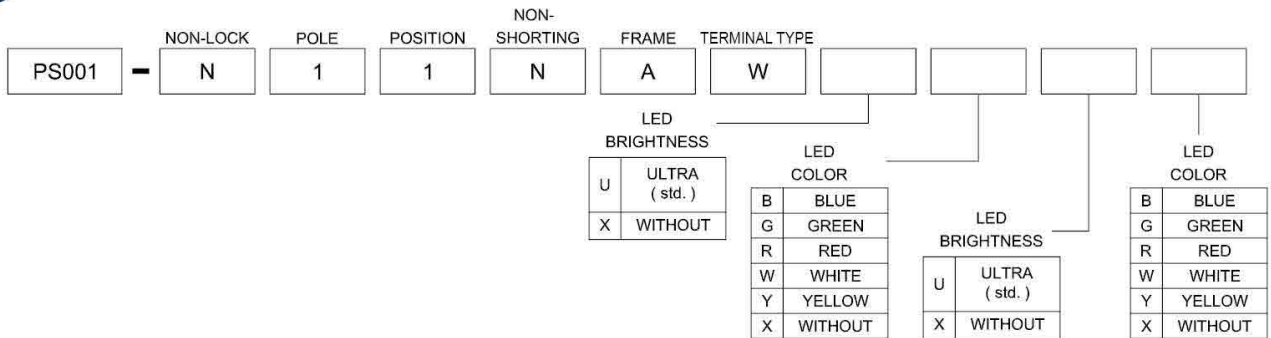 NON-LOCK POLE POSITION NON-SHORTING FRAME TERMINAL TYPE
PS001 - N 1 1 N A W
LED BRIGHTNESS
U ULTRA ( std. )
X WITHOUT
LED COLOR
B BLUE
G GREEN
R RED
W WHITE
Y YELLOW
X WITHOUT
LED BRIGHTNESS
U ULTRA ( std. )
X WITHOUT
LED COLOR
B BLUE
G GREEN
R RED
W WHITE
Y YELLOW
X WITHOUT